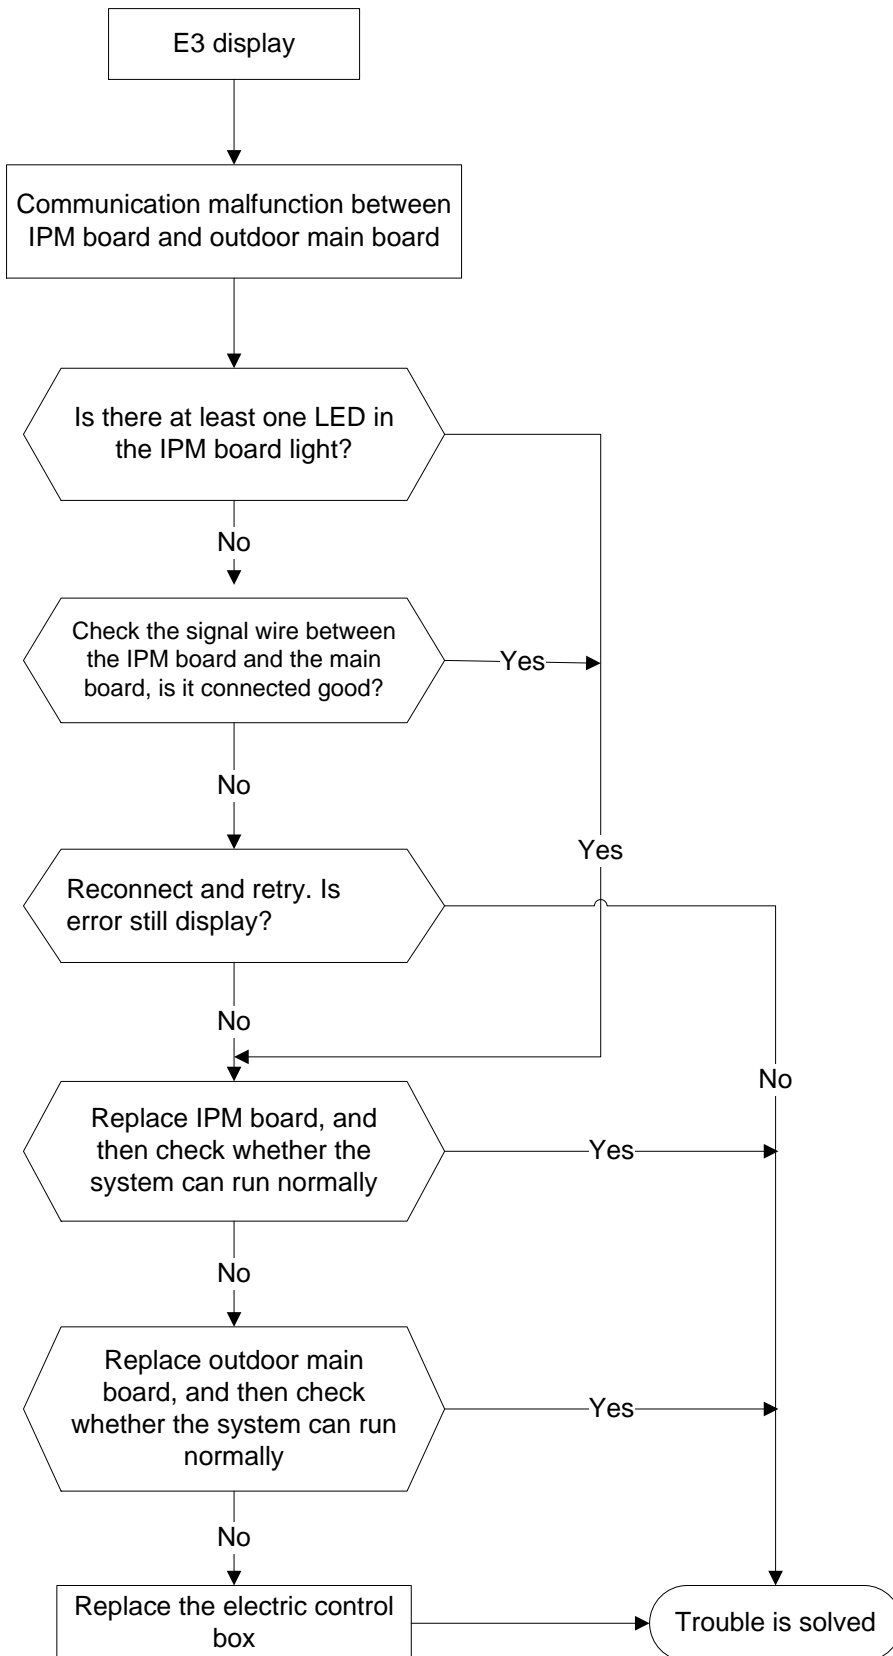 E3 display
Communication malfunction between
IPM board and outdoor main board
Is there at least one LED in
the IPM board light?
No
Check the signal wire between
the IPM board and the main
board, is it connected good?
Yes
No
Yes
Reconnect and retry. Is
error still display?
No
No
Replace IPM board, and
then check whether the
system can run normally
Yes
No
Replace outdoor main
board, and then check
whether the system can run
normally
Yes
No
Replace the electric control
box
Trouble is solved